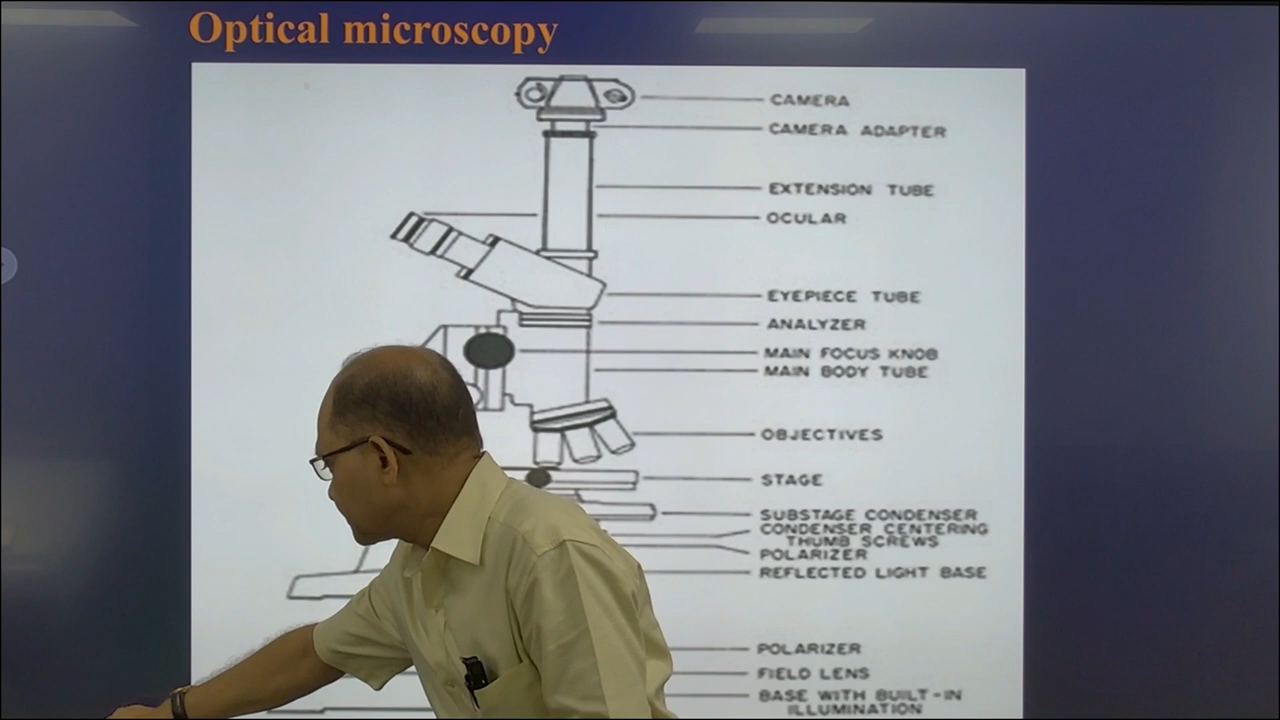 Optical microscopy
CAMERA
CAMERA ADAPTER
EXTENSION TUBE
OCULAR
EYEPIECE TUBE
ANALYZER
MAIN FOCUS KNOB
MAIN BODY TUBE
OBJECTIVES
STAGE
SUBSTAGE CONDENSER
CONDENSER CENTERING
THUMB SCREWS
POLARIZER
REFLECTED LIGHT BASE
POLARIZER
FIELD LENS
BASE WITH BUILT-IN
ILLUMINATION